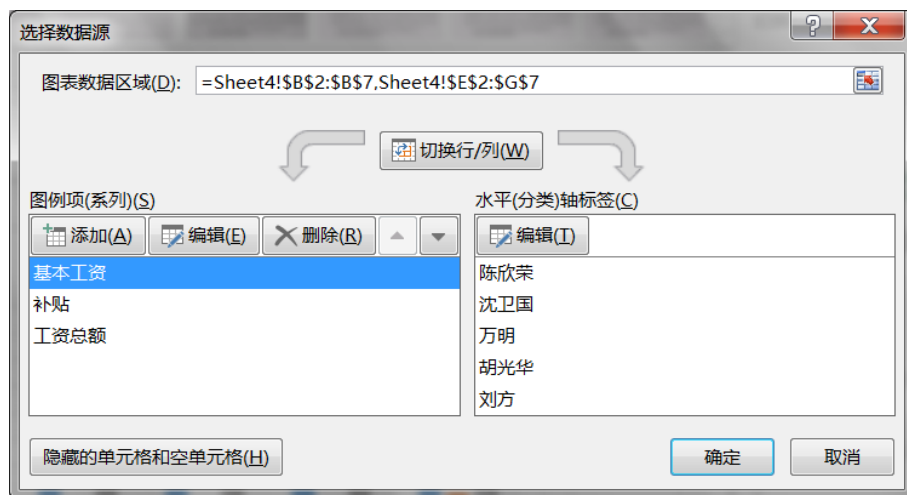 选择数据源
图表数据区域(D): =Sheet4!$B$2:$B$7,Sheet4!$E$2:$G$7
切换行/列(W)
图例项(系列)(S)
添加(A) 编辑(E) 删除(R)
基本工资
补贴
工资总额
水平(分类)轴标签(C)
编辑(T)
陈欣荣
沈卫国
万明
胡光华
刘方
隐藏的单元格和空单元格(H)
确定 取消